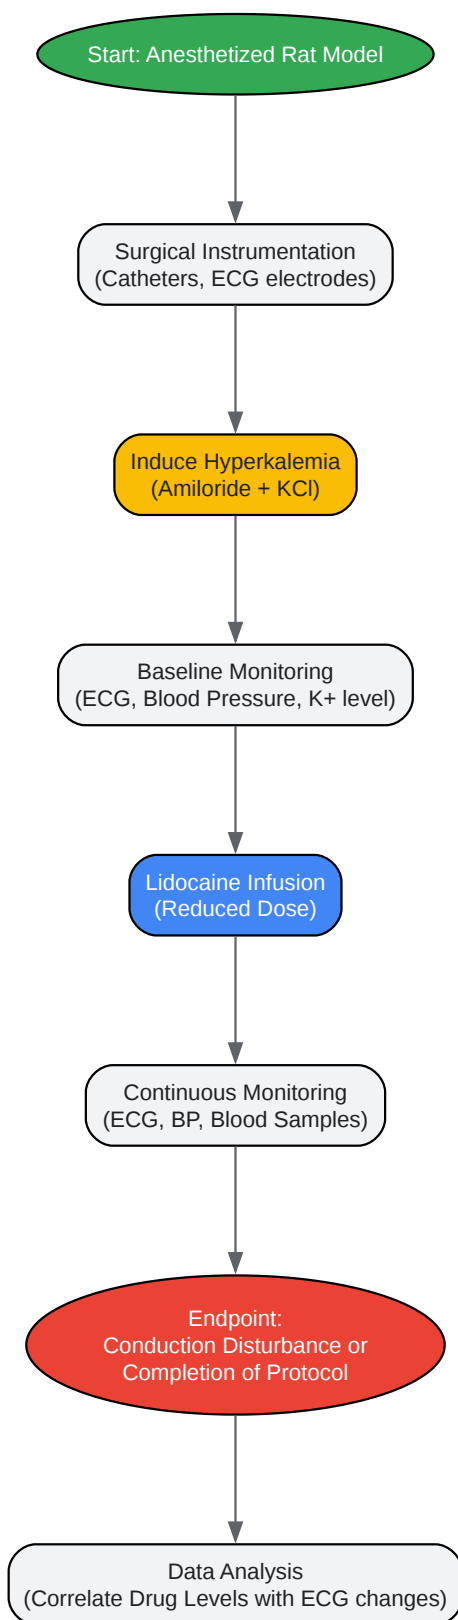 Start: Anesthetized Rat Model
Surgical Instrumentation
(Catheters, ECG electrodes)
Induce Hyperkalemia
(Amiloride + KCl)
Baseline Monitoring
(ECG, Blood Pressure, K+ level)
Lidocaine Infusion
(Reduced Dose)
Continuous Monitoring
(ECG, BP, Blood Samples)
Endpoint:
Conduction Disturbance or
Completion of Protocol
Data Analysis
(Correlate Drug Levels with ECG changes)